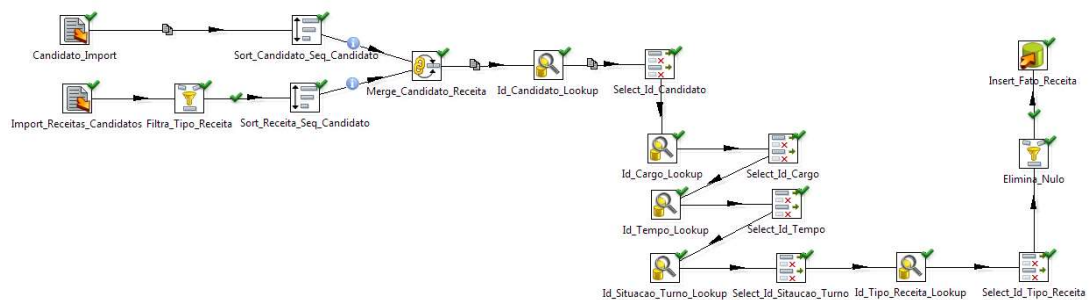 Candidato_Import
Sort_Candidato_Seq_Candidato
Merge_Candidato_Receita
Id_Candidato_Lookup
Select_Id_Candidato
Insert_Fato_Receita
Import_Receitas_Candidatos
Filtra_Tipo_Receita
Sort_Receita_Seq_Candidato
Id_Cargo_Lookup
Select_Id_Cargo
Elimina_Nulo
Id_Tempo_Lookup
Select_Id_Tempo
Id_Situacao_Turno_Lookup
Select_Id_Sitaucao_Turno
Id_Tipo_Receita_Lookup
Select_Id_Tipo_Receita